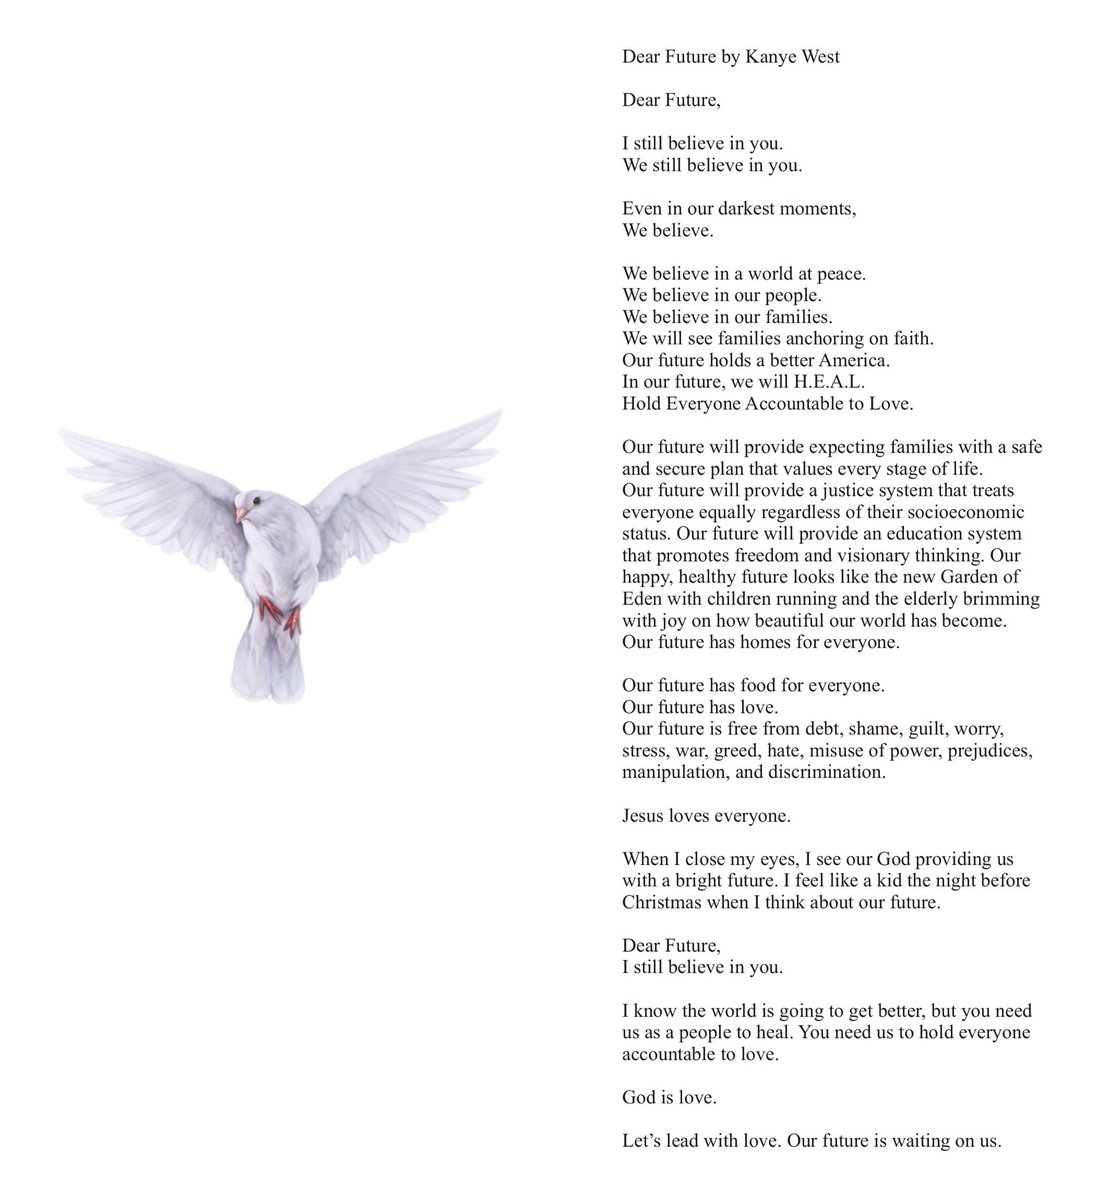 Dear Future by Kanye West
Dear Future,
I still believe in you.
We still believe in you.
Even in our darkest moments,
We believe.
We believe in a world at peace.
We believe in our people.
We believe in our families.
We will see families anchoring on faith.
Our future holds a better America.
In our future, we will H.E.A.L.
Hold Everyone Accountable to Love.
Our future will provide expecting families with a safe
and secure plan that values every stage of life.
Our future will provide a justice system that treats
everyone equally regardless of their socioeconomic
status. Our future will provide an education system
that promotes freedom and visionary thinking. Our
happy, healthy future looks like the new Garden of
Eden with children running and the elderly brimming
with joy on how beautiful our world has become.
Our future has homes for everyone.
Our future has food for everyone.
Our future has love.
Our future is free from debt, shame, guilt, worry,
stress, war, greed, hate, misuse of power, prejudices,
manipulation, and discrimination.
Jesus loves everyone.
When I close my eyes, I see our God providing us
with a bright future. I feel like a kid the night before
Christmas when I think about our future.
Dear Future,
I still believe in you.
I know the world is going to get better, but you need
us as a people to heal. You need us to hold everyone
accountable to love.
God is love.
Let’s lead with love. Our future is waiting on us.